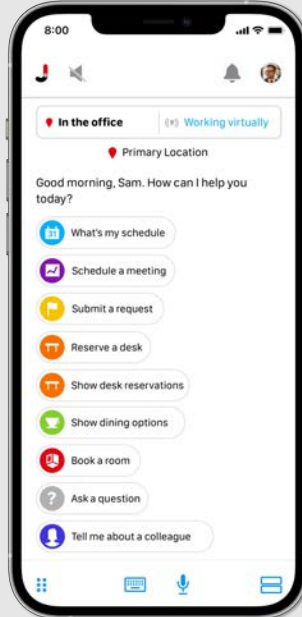 8:00
In the office
Working virtually
Primary Location
Good morning, Sam. How can I help you
today?
31
What's my schedule
Schedule a meeting
Submit a request
Reserve a desk
Show desk reservations
Show dining options
Book a room
?
Ask a question
Tell me about a colleague